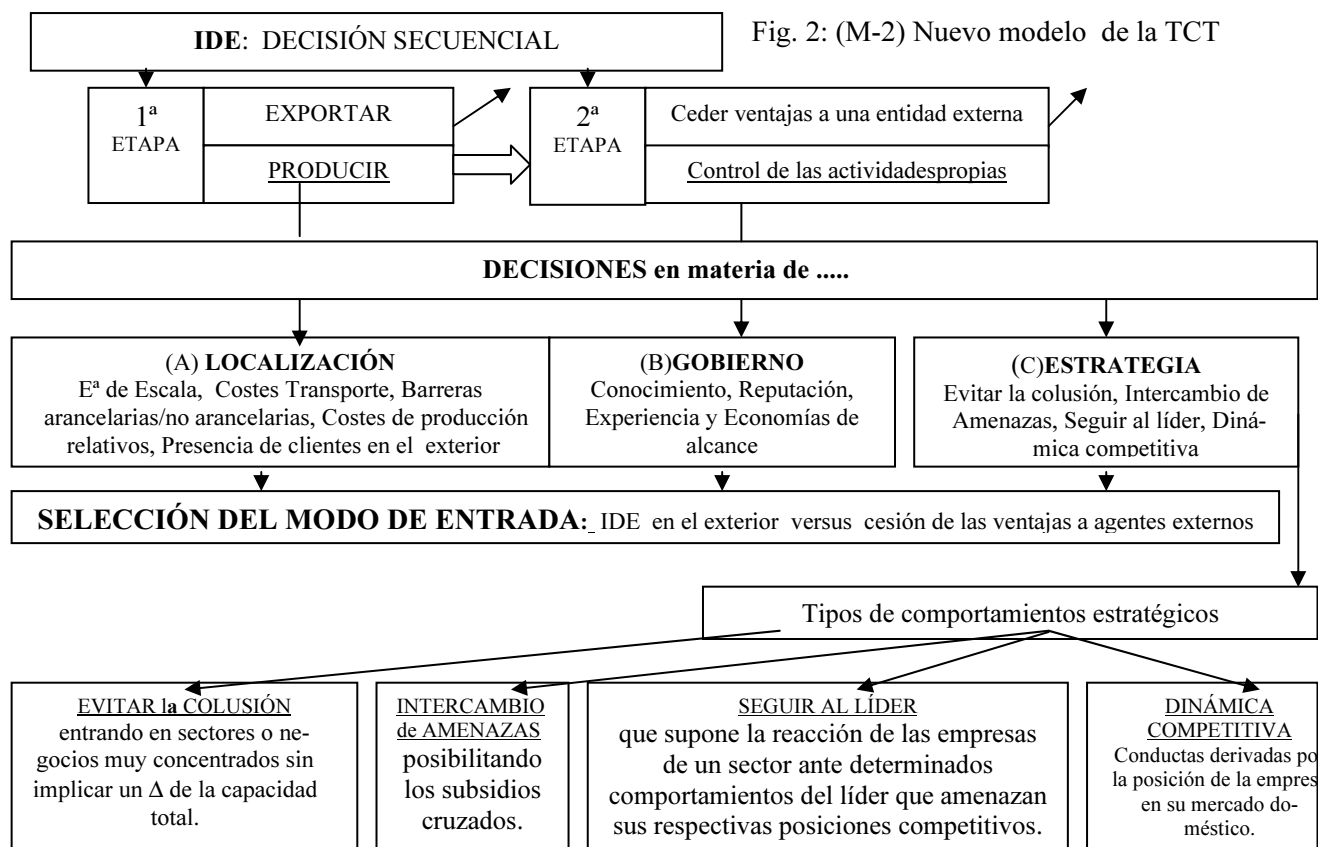 IDE: DECISIÓN SECUENCIAL
Fig. 2: (M-2) Nuevo modelo de la TCT
1ª
ETAPA
EXPORTAR
PRODUCIR
2ª
ETAPA
Ceder ventajas a una entidad externa
Control de las actividadespropias
DECISIONES en materia de .....
(A) LOCALIZACIÓN
Eª de Escala, Costes Transporte, Barreras
arancelarias/no arancelarias, Costes de producción
relativos, Presencia de clientes en el exterior
(B)GOBIERNO
Conocimiento, Reputación,
Experiencia y Economías de
alcance
(C)ESTRATEGIA
Evitar la colusión, Intercambio de
Amenazas, Seguir al líder, Diná-
mica competitiva
SELECCIÓN DEL MODO DE ENTRADA: IDE en el exterior versus cesión de las ventajas a agentes externos
Tipos de comportamientos estratégicos
EVITAR la COLUSIÓN
entrando en sectores o ne-
gocios muy concentrados sin
implicar un Δ de la capacidad
total.
INTERCAMBIO
de AMENAZAS
posibilitando
los subsidios
cruzados.
SEGUIR AL LÍDER
que supone la reacción de las empresas
de un sector ante determinados
comportamientos del líder que amenazan
sus respectivas posiciones competitivos.
DINÁMICA
COMPETITIVA
Conductas derivadas po
la posición de la empres
en su mercado do-
méstico.